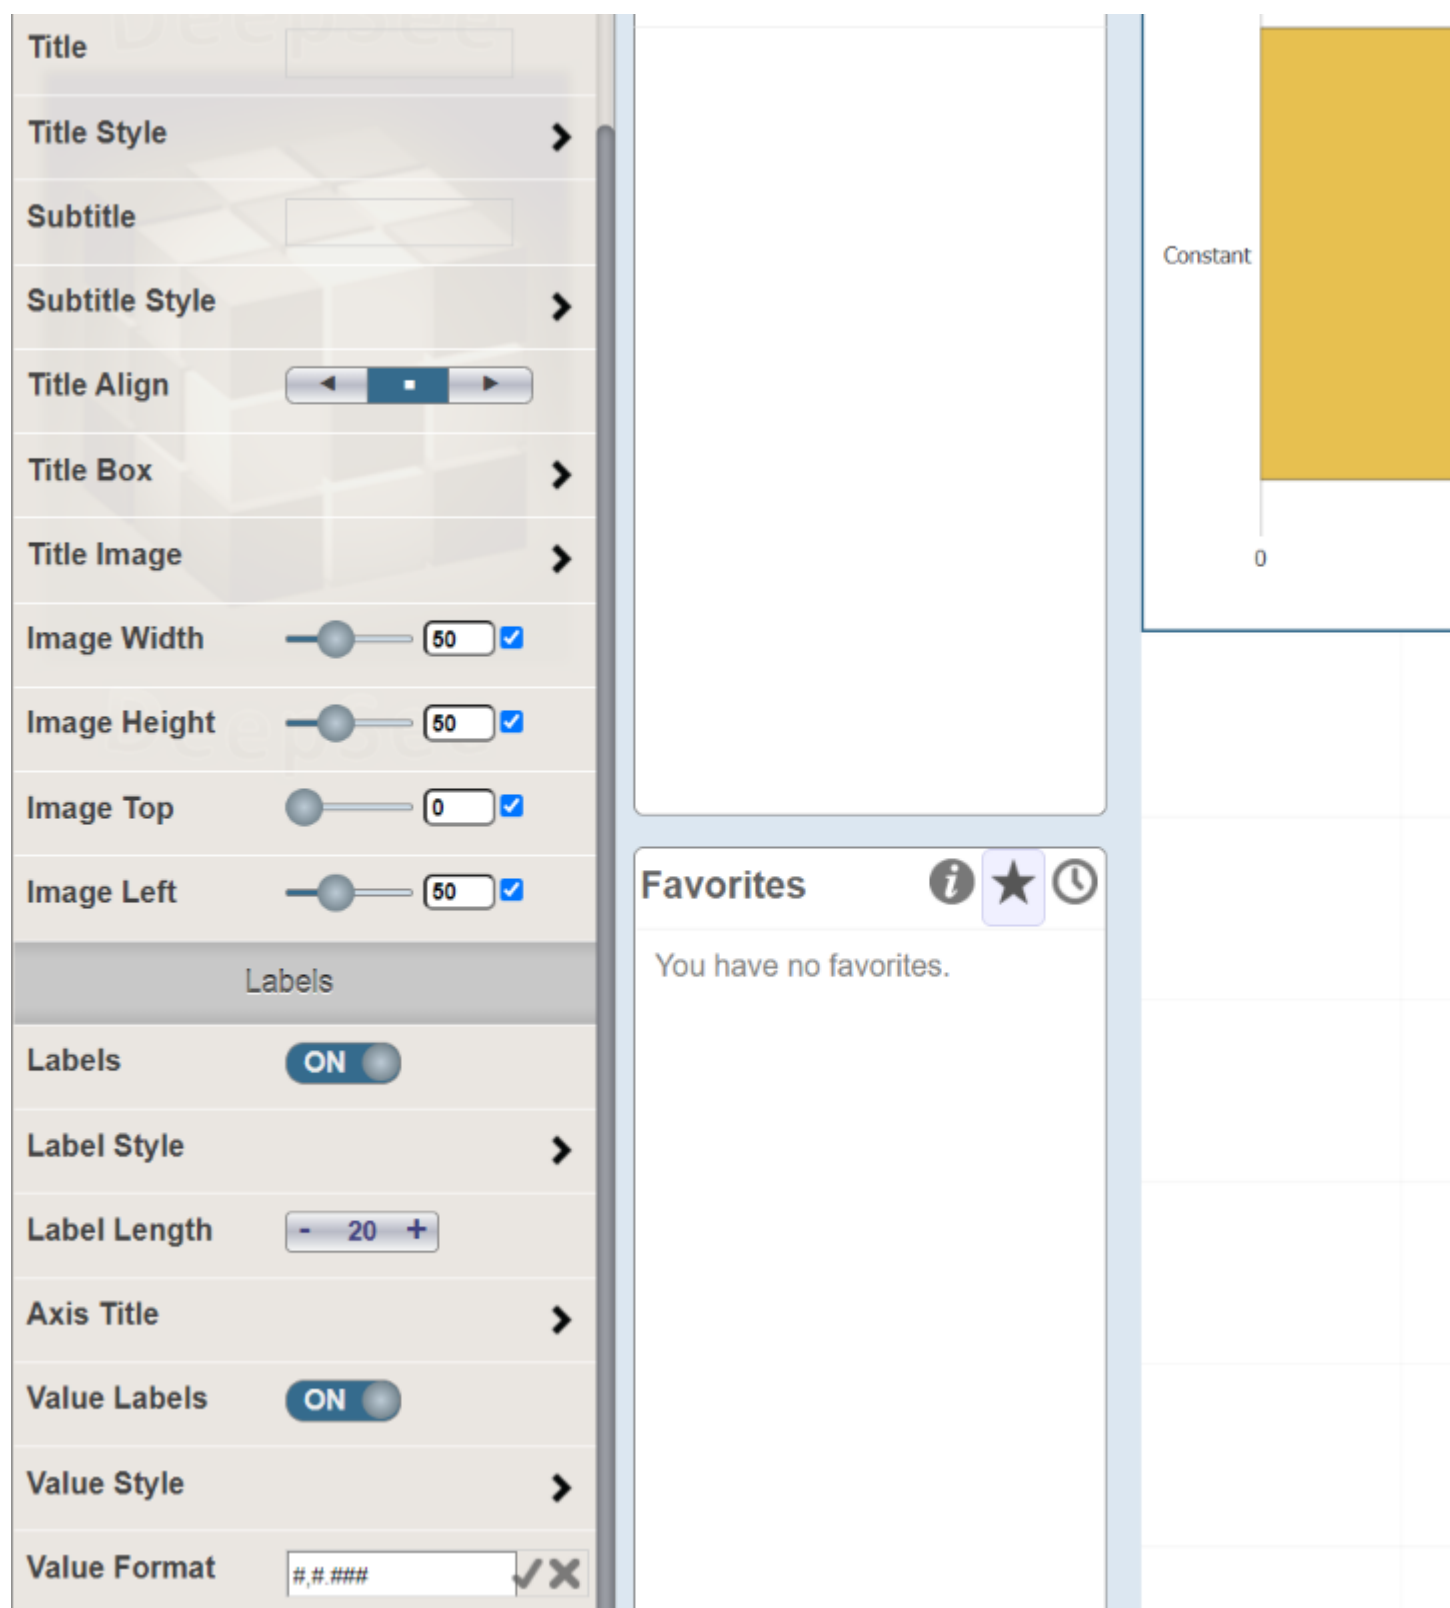 DeepSee
Title
Title Style
Subtitle
Subtitle Style
Title Align
Title Box
Title Image
Image Width 50
DeepSee
Image Height 50
Image Top 0
Image Left 50
Labels
Labels ON
Label Style
Label Length - 20 +
Axis Title
Value Labels ON
Value Style
Value Format #,#.###
Favorites
You have no favorites.
Constant
0